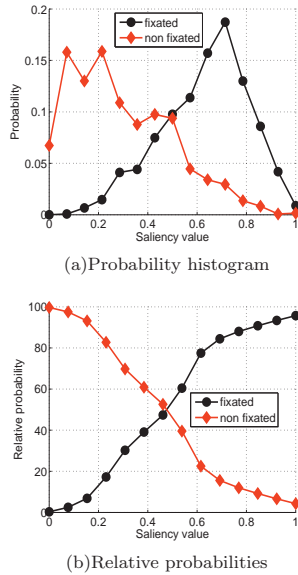 0.2
fixated
non fixated
0.15
Probability
0.1
0.05
0
0 0.2 0.4 0.6 0.8 1
Saliency value
(a)Probability histogram
100
80
Relative probability
60
fixated
non fixated
40
20
0
0 0.2 0.4 0.6 0.8 1
Saliency value
(b)Relative probabilities